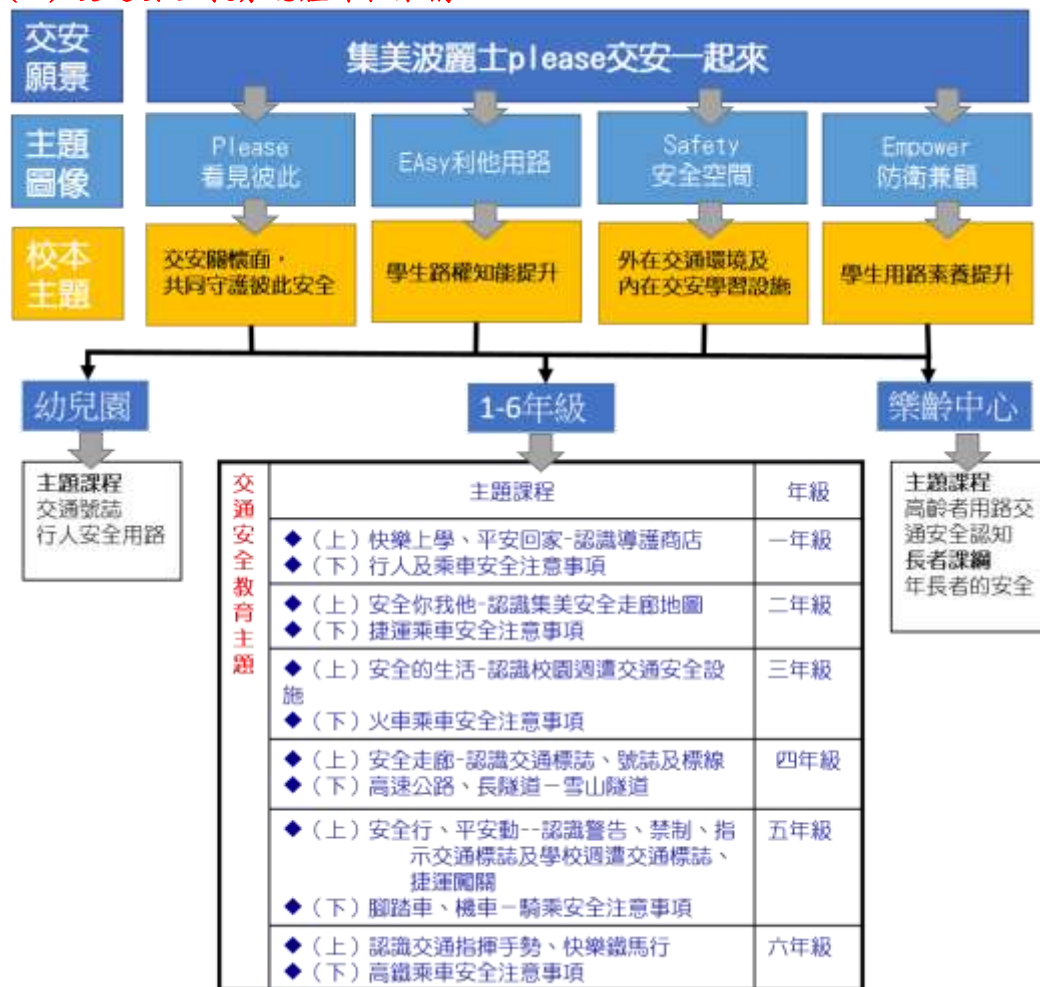 交安
願景
集美波麗士please交安一起來
主題
圖像
Please
看見彼此
EAsy利他用路
Safety
安全空間
Empower
防衛兼顧
校本
主題
交安關懷面，
共同守護彼此安全
學生路權知能提升
外在交通環境及
內在交安學習設施
學生用路素養提升
幼兒園
1-6年級
樂齡中心
主題課程
交通號誌
行人安全用路
交通安全教育主題
主題課程
年級
◆（上）快樂上學、平安回家-認識導護商店
◆（下）行人及乘車安全注意事項
一年級
◆（上）安全你我他-認識集美安全走廊地圖
◆（下）捷運乘車安全注意事項
二年級
◆（上）安全的生活-認識校園週遭交通安全設
施
◆（下）火車乘車安全注意事項
三年級
◆（上）安全走廊-認識交通標誌、號誌及標線
◆（下）高速公路、長隧道－雪山隧道
四年級
◆（上）安全行、平安動--認識警告、禁制、指
示交通標誌及學校週遭交通標誌、
捷運闖關
◆（下）腳踏車、機車－騎乘安全注意事項
五年級
◆（上）認識交通指揮手勢、快樂鐵馬行
◆（下）高鐵乘車安全注意事項
六年級
主題課程
高齡者用路交
通安全認知
長者課綱
年長者的安全